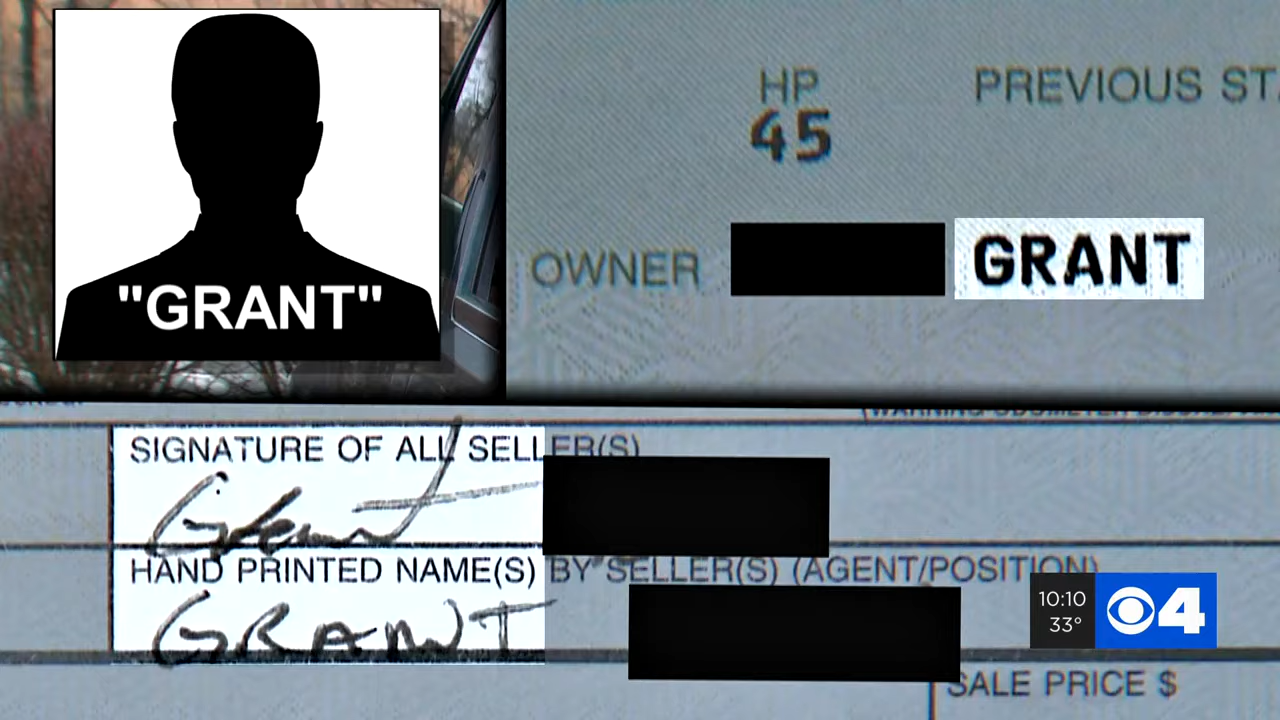 "GRANT"
HP
45
PREVIOUS
OWNER
GRANT
SIGNATURE OF ALL SELLER(S)
Grant
HAND PRINTED NAME(S) BY SELLER(S) (AGENT/POSITION)
GRANT
10:10
33°
4
SALE PRICE $